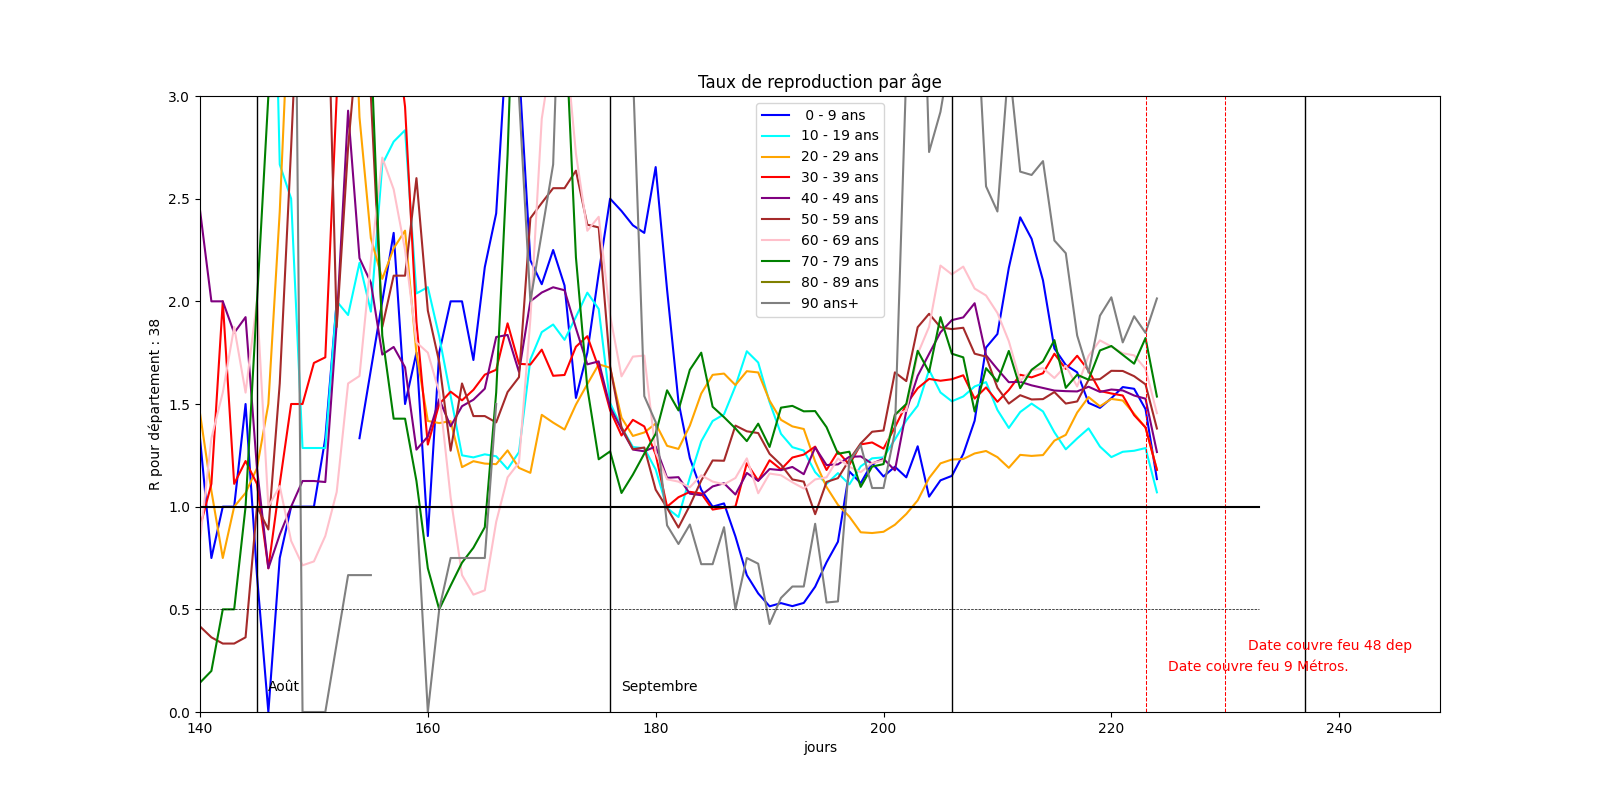 Taux de reproduction par âge
R pour département : 38
3.0
2.5
2.0
1.5
1.0
0.5
0.0
0 - 9 ans
10 - 19 ans
20 - 29 ans
30 - 39 ans
40 - 49 ans
50 - 59 ans
60 - 69 ans
70 - 79 ans
80 - 89 ans
90 ans+
Date couvre feu 48 dep
Date couvre feu 9 Métros.
Août
Septembre
140
160
180
200
220
240
jours